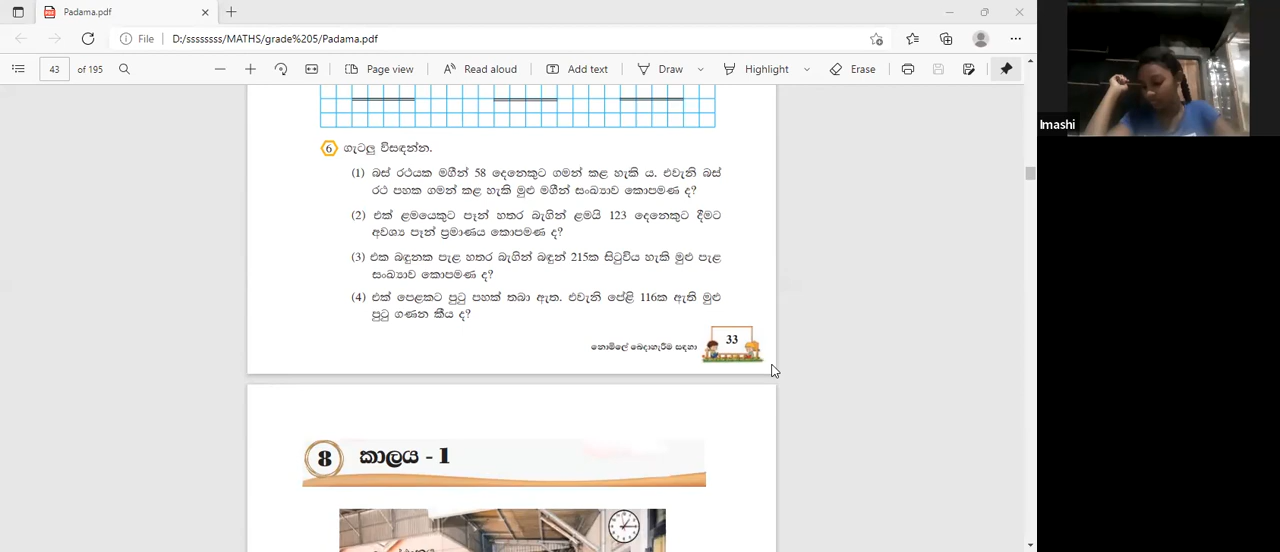 Padama.pdf
File D:/ssssssss/MATHS/grade%205/Padama.pdf
43 of 195 Page view Read aloud Add text Draw Highlight Erase
6 ගැටලු විසඳන්න.
(1) බස් රථයක මගීන් 58 දෙනෙකුට ගමන් කළ හැකි ය. එවැනි බස්
රථ පහක ගමන් කළ හැකි මුළු මගීන් සංඛ්‍යාව කොපමණ ද?
(2) එක් ළමයෙකුට පෑන් හතර බැගින් ළමයි 123 දෙනෙකුට දීමට
අවශ්‍ය පෑන් ප්‍රමාණය කොපමණ ද?
(3) එක බඳුනක පැළ හතර බැගින් බඳුන් 215ක සිටුවිය හැකි මුළු පැළ
සංඛ්‍යාව කොපමණ ද?
(4) එක් පෙළකට පුටු පහක් තබා ඇත. එවැනි පේළි 116ක ඇති මුළු
පුටු ගණන කීය ද?
නොමිලේ බෙදාහැරීම සඳහා 33
8 කාලය - 1
Imashi